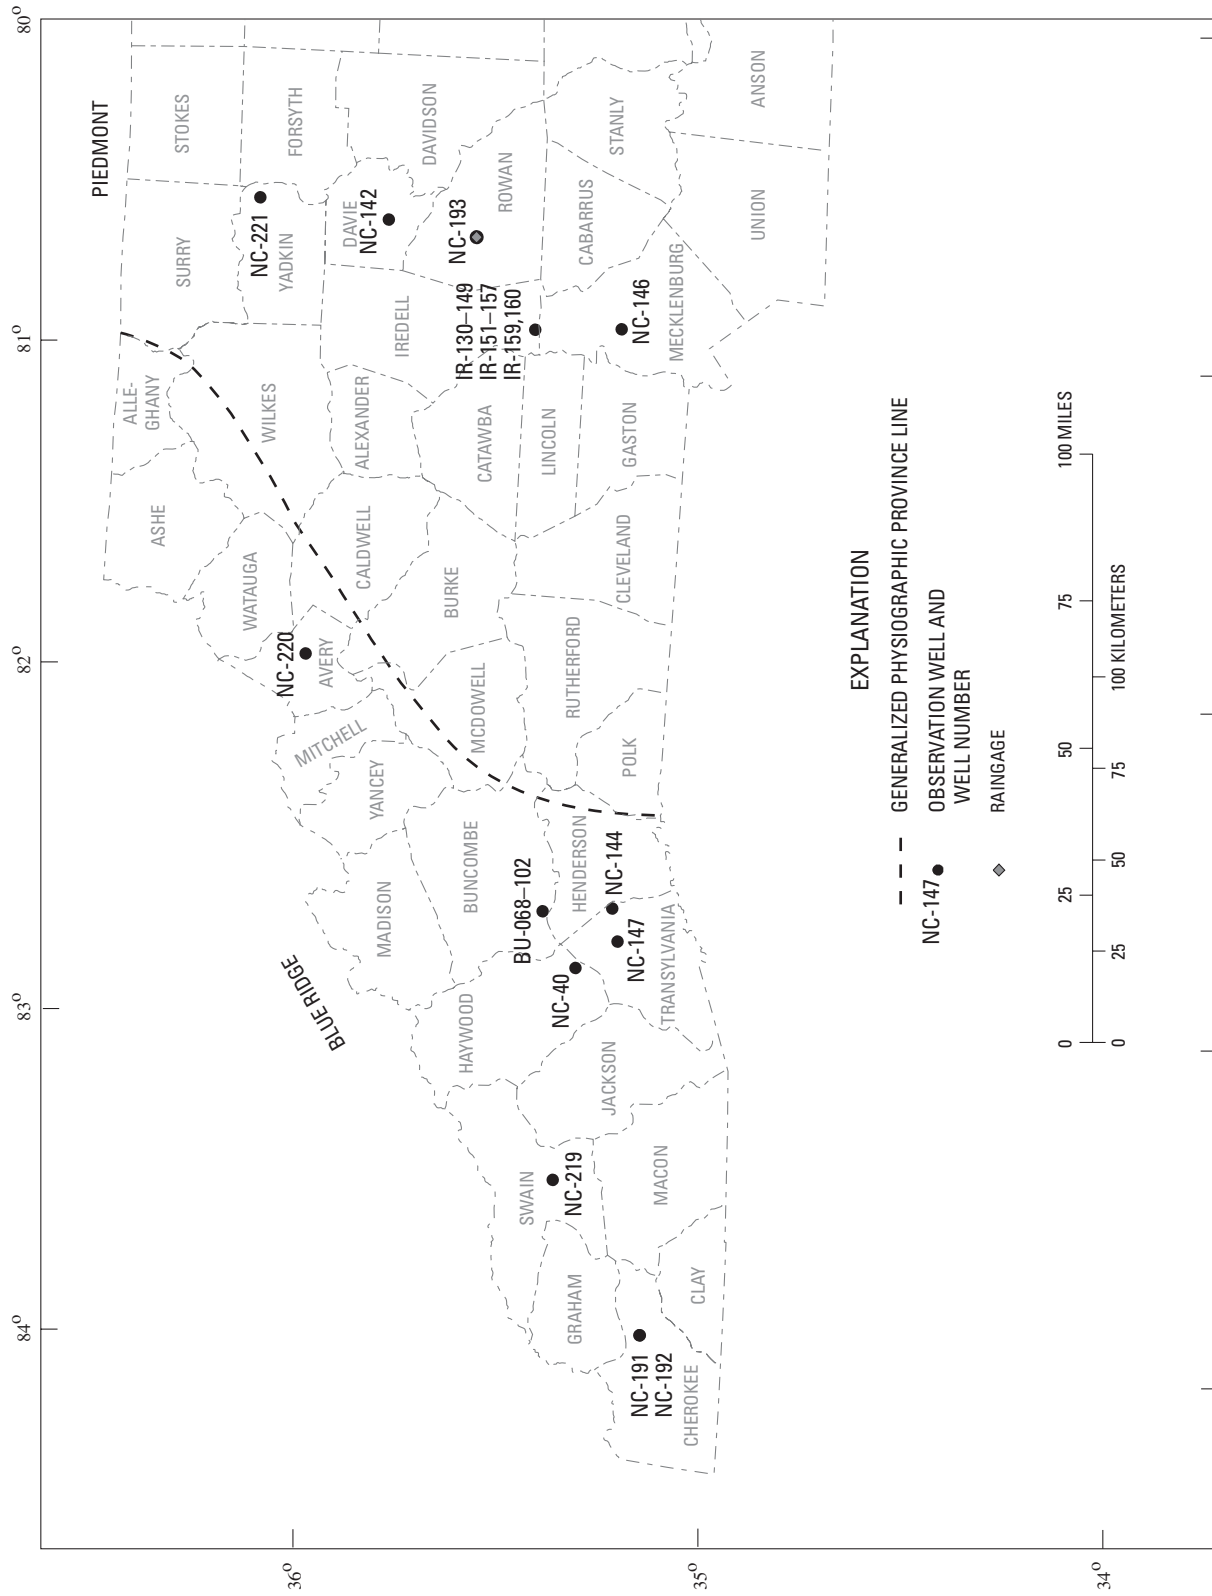 84°
83°
82°
81°
80°
36°
35°
34°
BLUE RIDGE
PIEDMONT
ALLE-
GHANY
ASHE
SURRY
STOKES
WATAUGA
WILKES
NC-221
YADKIN
FORSYTH
NC-220
AVERY
MITCHELL
CALDWELL
ALEXANDER
IREDELL
DAVIE
NC-142
DAVIDSON
YANCEY
MADISON
BURKE
CATAWBA
NC-193
ROWAN
IR-130–149
IR-151–157
IR-159,160
HAYWOOD
BUNCOMBE
MCDOWELL
BU-068–102
SWAIN
NC-219
GRAHAM
NC-40
HENDERSON
RUTHERFORD
LINCOLN
CABARRUS
STANLY
JACKSON
NC-147
NC-144
POLK
CLEVELAND
GASTON
NC-146
MECKLENBURG
NC-191
NC-192
CHEROKEE
CLAY
MACON
TRANSYLVANIA
UNION
ANSON
EXPLANATION
GENERALIZED PHYSIOGRAPHIC PROVINCE LINE
NC-147
OBSERVATION WELL AND
WELL NUMBER
RAINGAGE
0 25 50 75 100 MILES
0 25 50 75 100 KILOMETERS